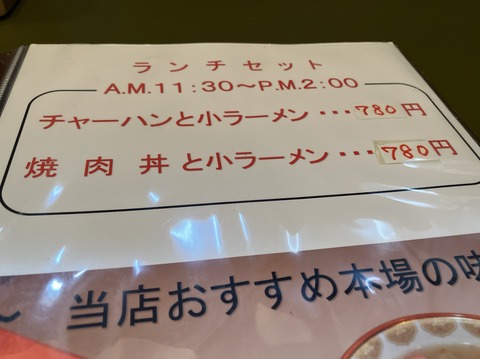 ランチセット
A.M.11:30〜P.M.2:00
チャーハンと小ラーメン・・・780円
焼肉丼と小ラーメン・・・780円
〜 当店おすすめ本場の味